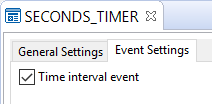 SECONDS_TIMER
General Settings Event Settings
Time interval event